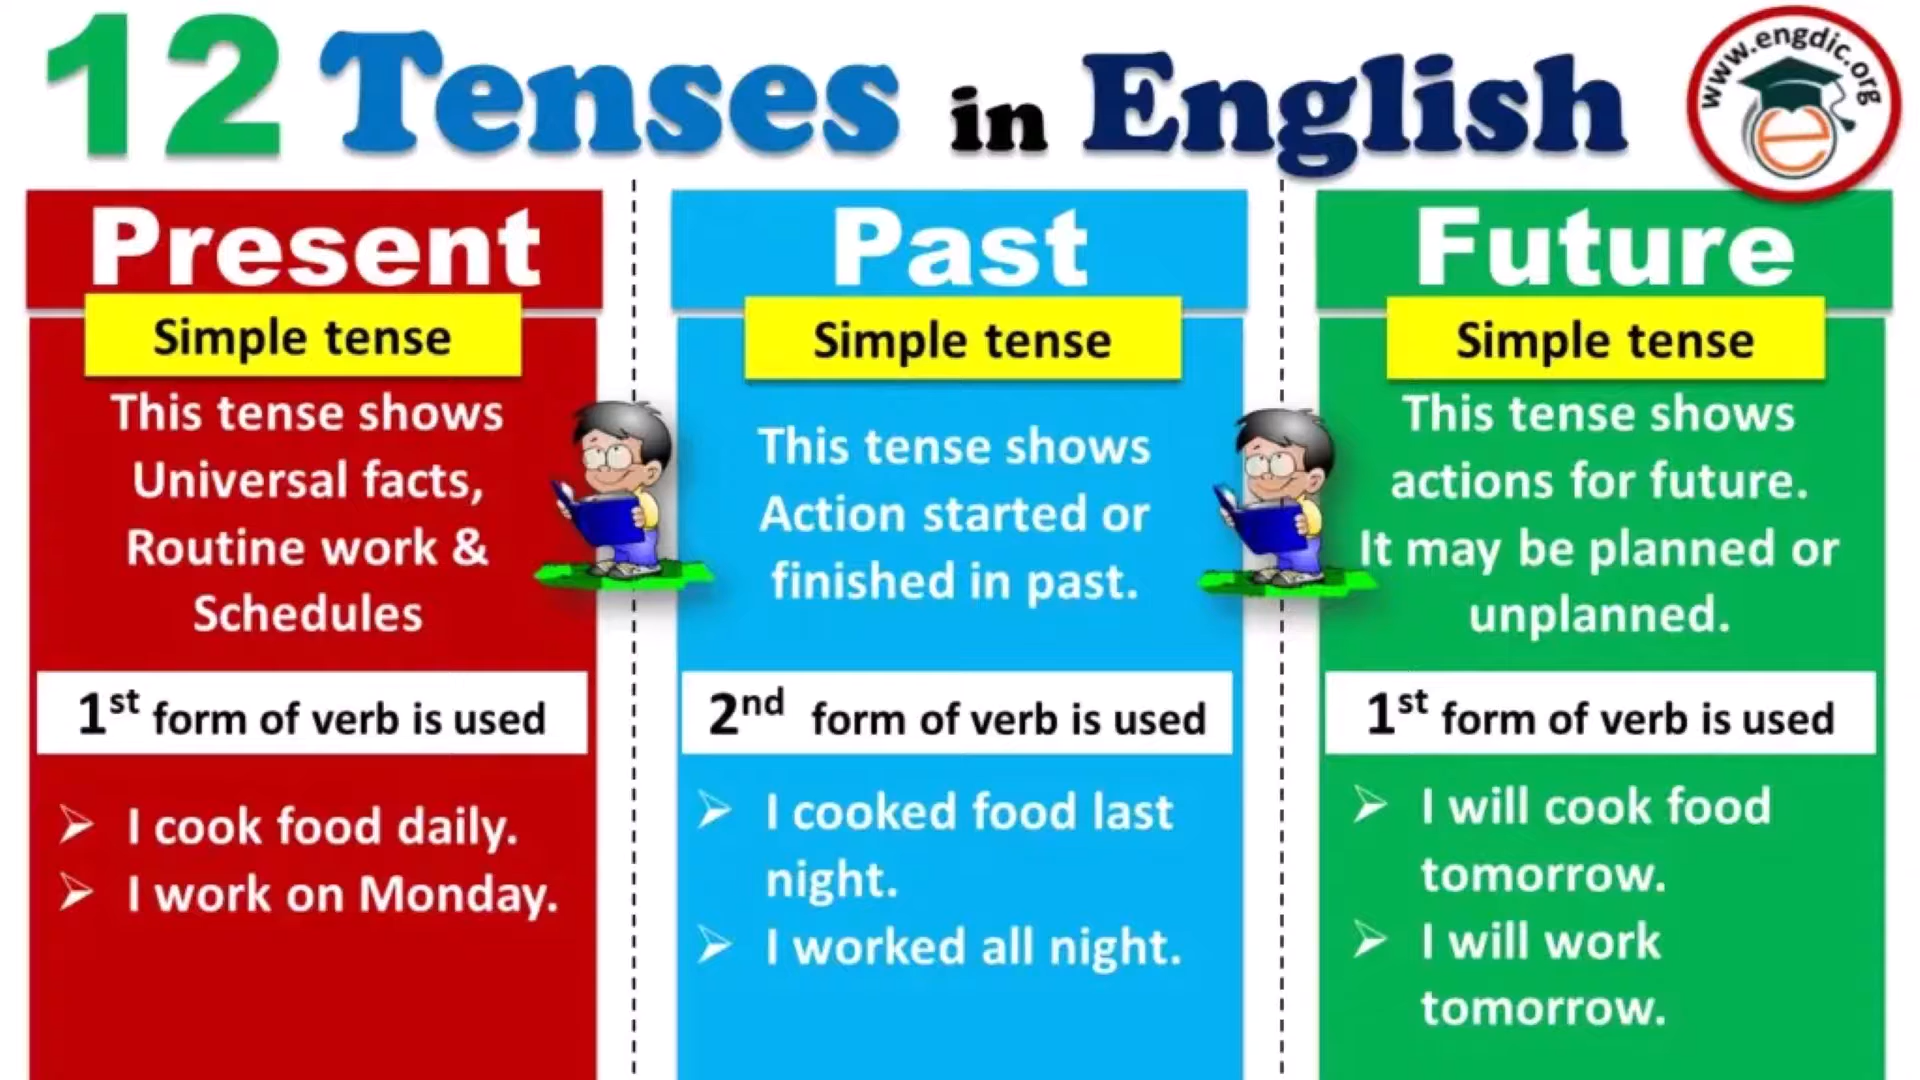 12 Tenses in English
www.engdic.org
e
Present
Simple tense
This tense shows
Universal facts,
Routine work &
Schedules
1st form of verb is used
➢ I cook food daily.
➢ I work on Monday.
Past
Simple tense
This tense shows
Action started or
finished in past.
2nd form of verb is used
➢ I cooked food last
night.
➢ I worked all night.
Future
Simple tense
This tense shows
actions for future.
It may be planned or
unplanned.
1st form of verb is used
➢ I will cook food
tomorrow.
➢ I will work
tomorrow.